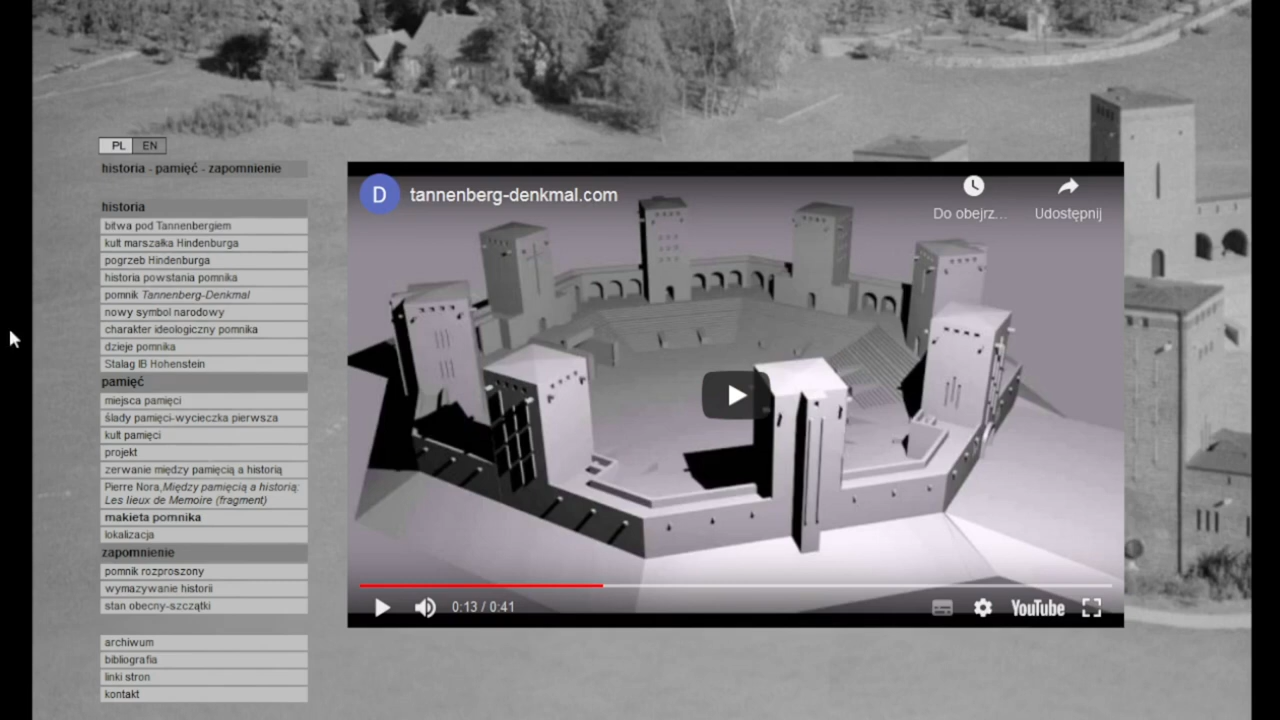 PL EN
historia - pamięć - zapomnienie
historia
bitwa pod Tannenbergiem
kult marszałka Hindenburga
pogrzeb Hindenburga
historia powstania pomnika
pomnik Tannenberg-Denkmal
nowy symbol narodowy
charakter ideologiczny pomnika
dzieje pomnika
Stalag IB Hohenstein
pamięć
miejsca pamięci
ślady pamięci-wycieczka pierwsza
kult pamięci
projekt
zerwanie między pamięcią a historią
Pierre Nora,Między pamięcią a historią:
Les lieux de Memoire (fragment)
makieta pomnika
lokalizacja
zapomnienie
pomnik rozproszony
wymazywanie historii
stan obecny-szczątki
archiwum
bibliografia
linki stron
kontakt
D tannenberg-denkmal.com
Do obejrz... Udostępnij
0:13 / 0:41
YouTube